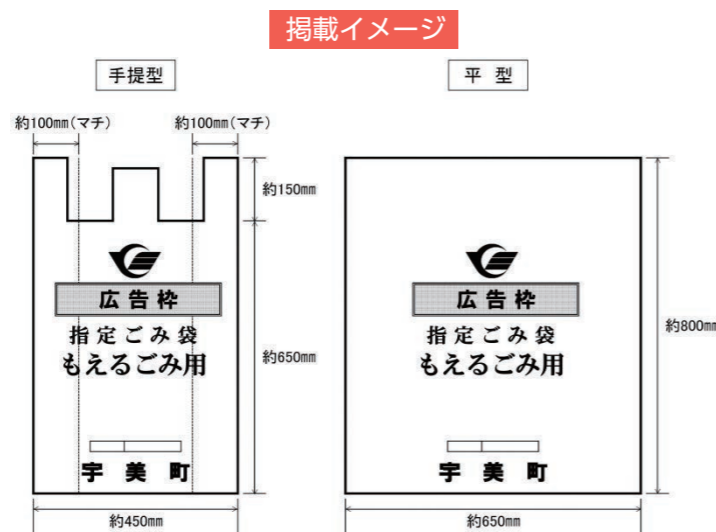 掲載イメージ
手提型
平 型
約100㎜(マチ)
約100㎜(マチ)
約150㎜
広告枠
指定ごみ袋
もえるごみ用
約650㎜
宇 美 町
約450㎜
広告枠
指定ごみ袋
もえるごみ用
約800㎜
宇 美 町
約650㎜